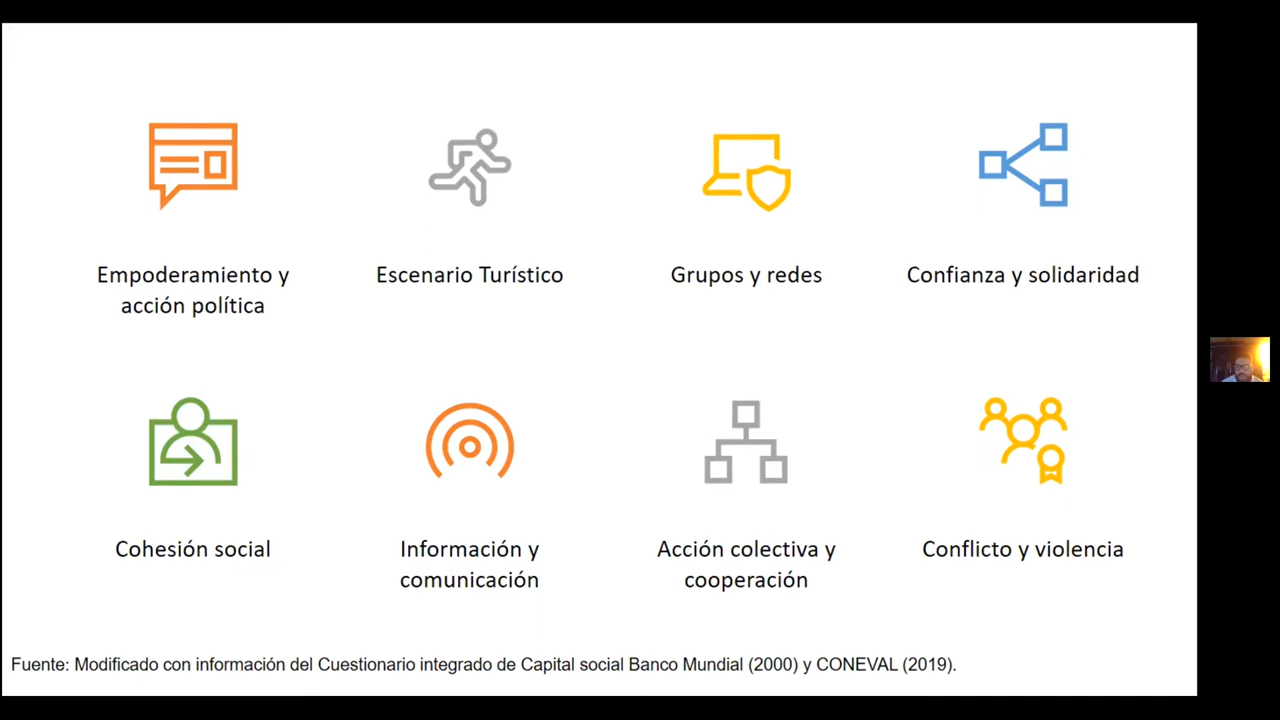 Empoderamiento y
acción política
Escenario Turístico
Grupos y redes
Confianza y solidaridad
Cohesión social
Información y
comunicación
Acción colectiva y
cooperación
Conflicto y violencia
Fuente: Modificado con información del Cuestionario integrado de Capital social Banco Mundial (2000) y CONEVAL (2019).